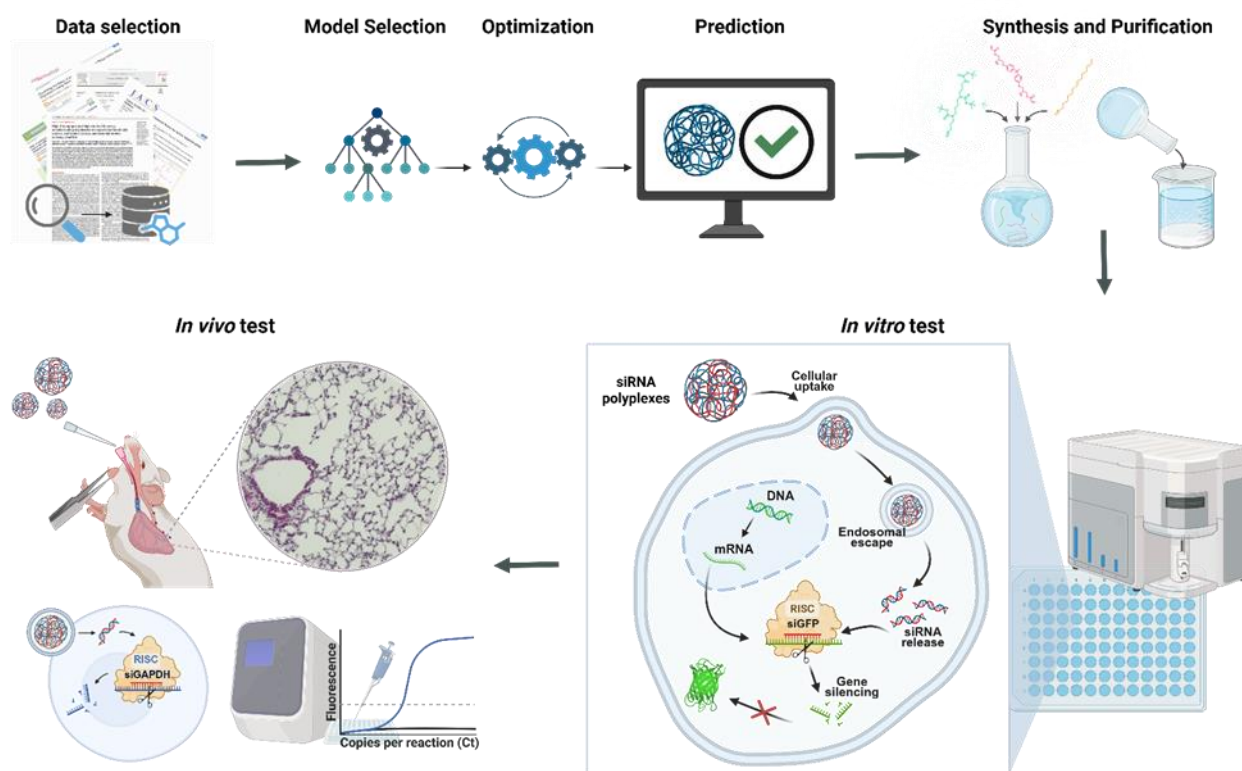 Data selection
Model Selection
Optimization
Prediction
Synthesis and Purification
JACS
In vivo test
In vitro test
siRNA
polyplexes
Cellular
uptake
DNA
mRNA
Endosomal
escape
RISC
siGFP
siRNA
release
Gene
silencing
RISC
siGAPDH
Fluorescence
Copies per reaction (Ct)